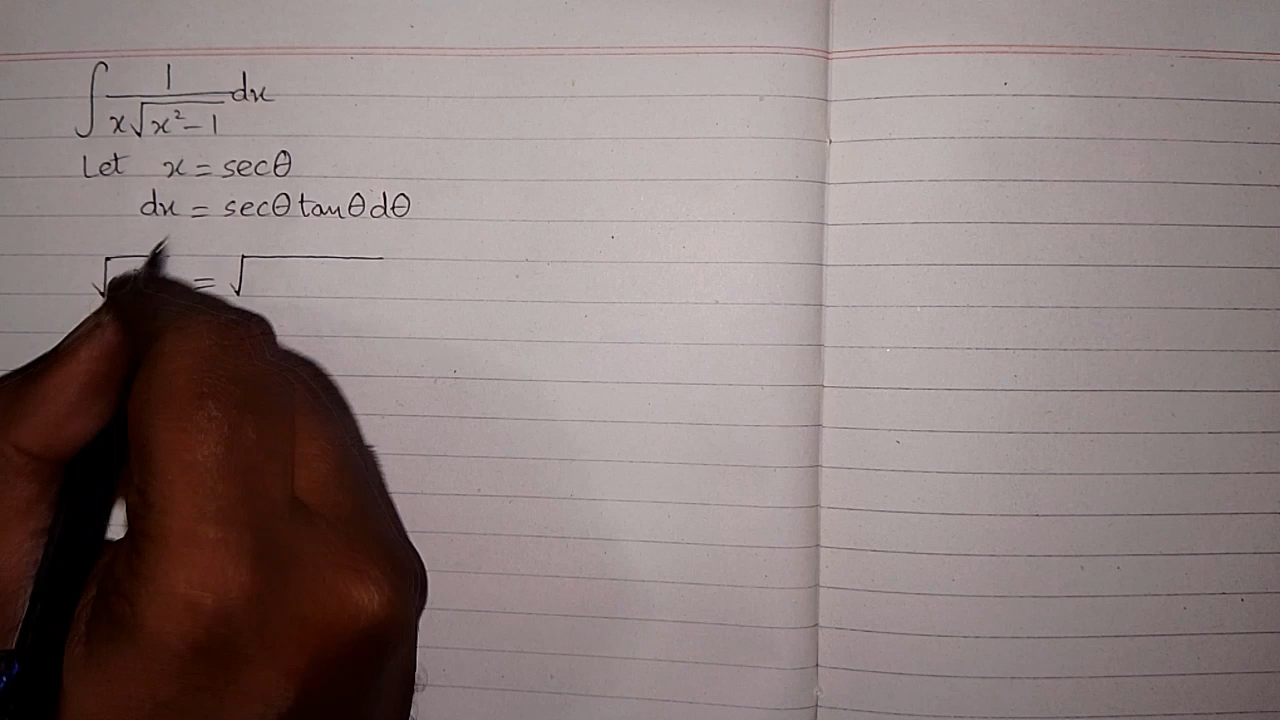 ∫ 1/(x√(x²-1)) dx
Let x = secθ
dx = secθ tanθ dθ
√ = √